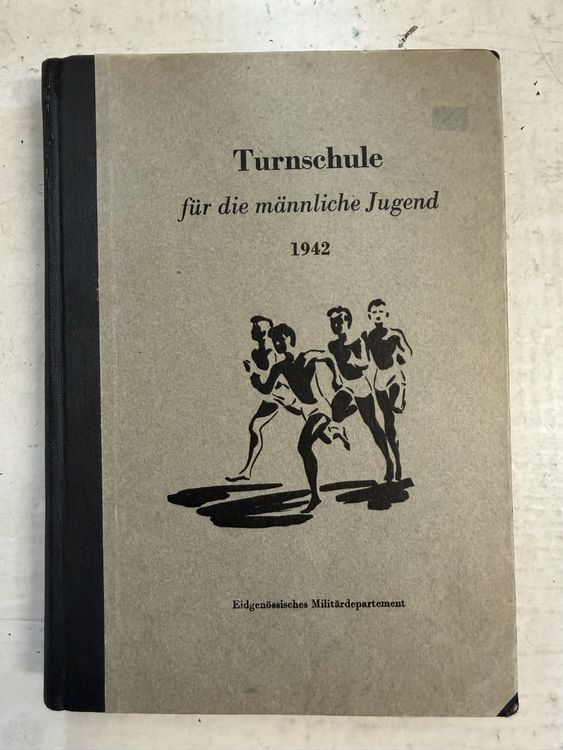 Turnschule
für die männliche Jugend
1942
Eidgenössisches Militärdepartement